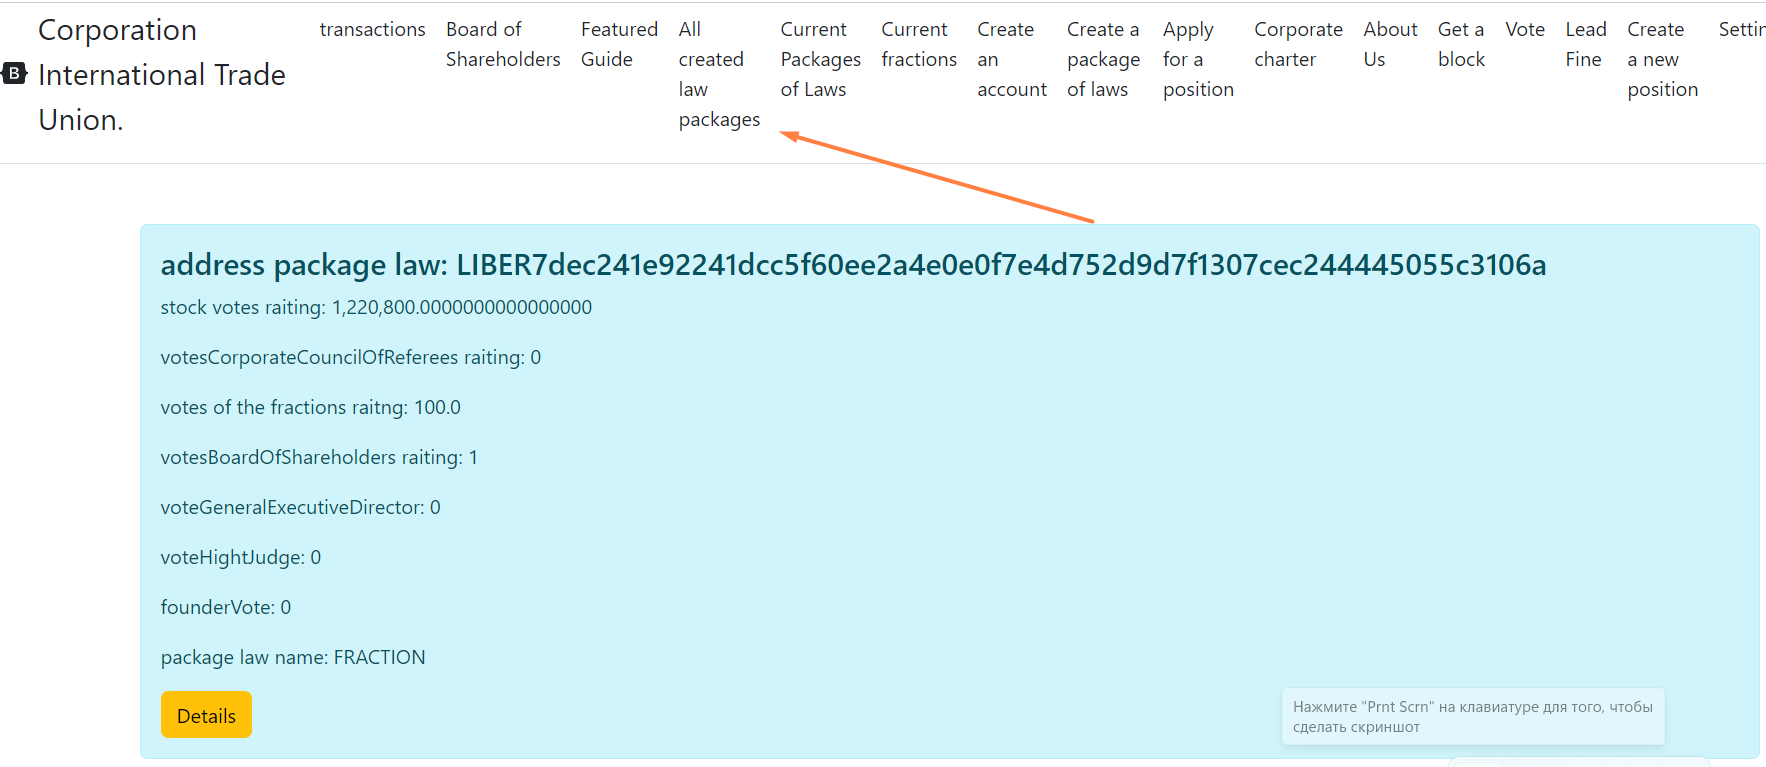 Corporation
International Trade
Union.
B
transactions
Board of
Shareholders
Featured
Guide
All
created
law
packages
Current
Packages
of Laws
Current
fractions
Create
an
account
Create a
package
of laws
Apply
for a
position
Corporate
charter
About
Us
Get a
block
Vote
Lead
Fine
Create
a new
position
Settin
address package law: LIBER7dec241e92241dcc5f60ee2a4e0e0f7e4d752d9d7f1307cec244445055c3106a
stock votes raiting: 1,220,800.0000000000000000
votesCorporateCouncilOfReferees raiting: 0
votes of the fractions raitng: 100.0
votesBoardOfShareholders raiting: 1
voteGeneralExecutiveDirector: 0
voteHightJudge: 0
founderVote: 0
package law name: FRACTION
Details
Нажмите "Prnt Scrn" на клавиатуре для того, чтобы
сделать скриншот